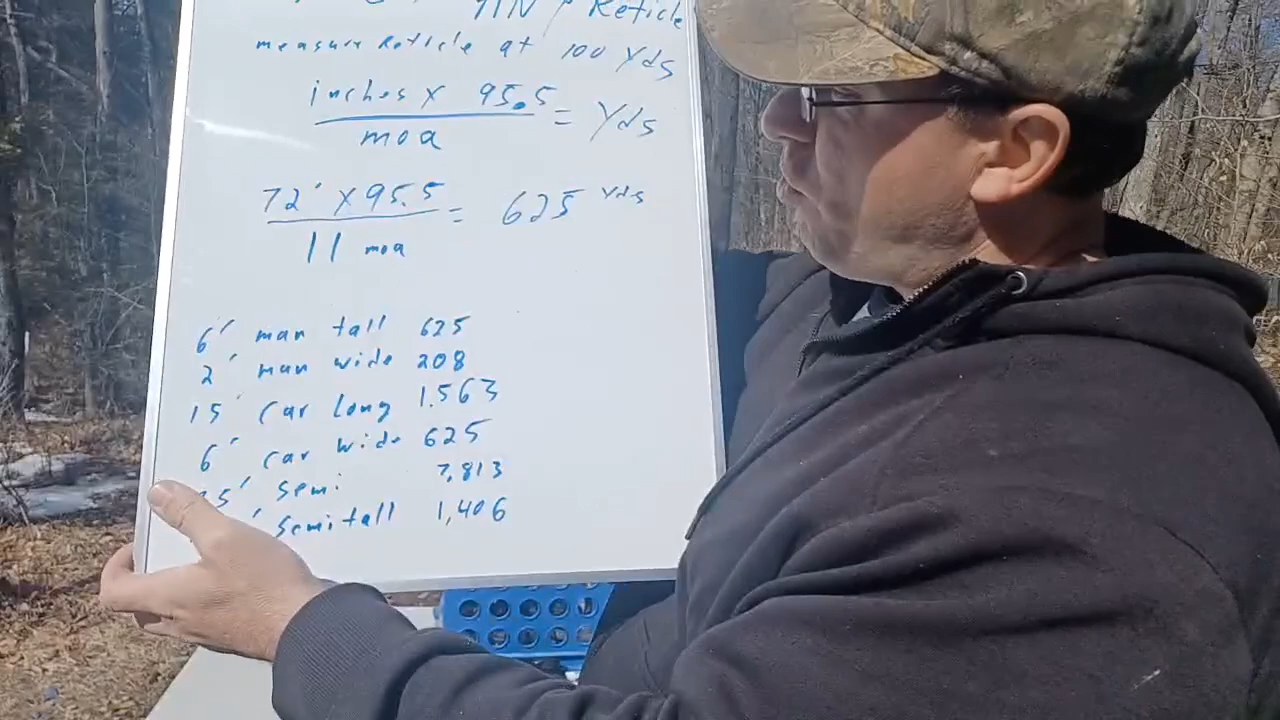 Reticle
measure Reticle at 100 Yds
inches x 95.5
moa
= Yds
72" x 95.5
11 moa
= 625 yds
6' man tall 625
2' man wide 208
15' car long 1.563
6' car wide 625
5' semi 7,813
' semi tall 1,406